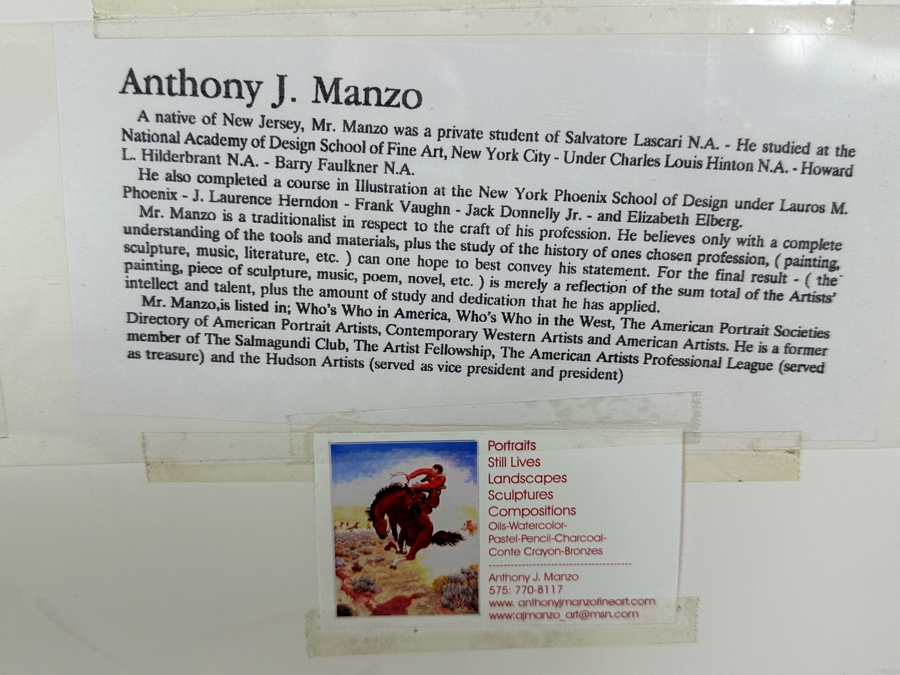 Anthony J. Manzo
A native of New Jersey, Mr. Manzo was a private student of Salvatore Lascari N.A. - He studied at the
National Academy of Design School of Fine Art, New York City - Under Charles Louis Hinton N.A. - Howard
L. Hilderbrant N.A. - Barry Faulkner N.A.
He also completed a course in Illustration at the New York Phoenix School of Design under Lauros M.
Phoenix - J. Laurence Herndon - Frank Vaughn - Jack Donnelly Jr. - and Elizabeth Elberg.
Mr. Manzo is a traditionalist in respect to the craft of his profession. He believes only with a complete
understanding of the tools and materials, plus the study of the history of ones chosen profession, ( painting,
sculpture, music, literature, etc. ) can one hope to best convey his statement. For the final result - ( the
painting, piece of sculpture, music, poem, novel, etc. ) is merely a reflection of the sum total of the Artists'
intellect and talent, plus the amount of study and dedication that he has applied.
Mr. Manzo,is listed in; Who's Who in America, Who's Who in the West, The American Portrait Societies
Directory of American Portrait Artists, Contemporary Western Artists and American Artists. He is a former
member of The Salmagundi Club, The Artist Fellowship, The American Artists Professional League (served
as treasure) and the Hudson Artists (served as vice president and president)
Portraits
Still Lives
Landscapes
Sculptures
Compositions
Oils-Watercolor-
Pastel-Pencil-Charcoal-
Conte Crayon-Bronzes
Anthony J. Manzo
575: 770-8117
www. anthonyjmanzofineart.com
www:ajmanzo_art@msn.com